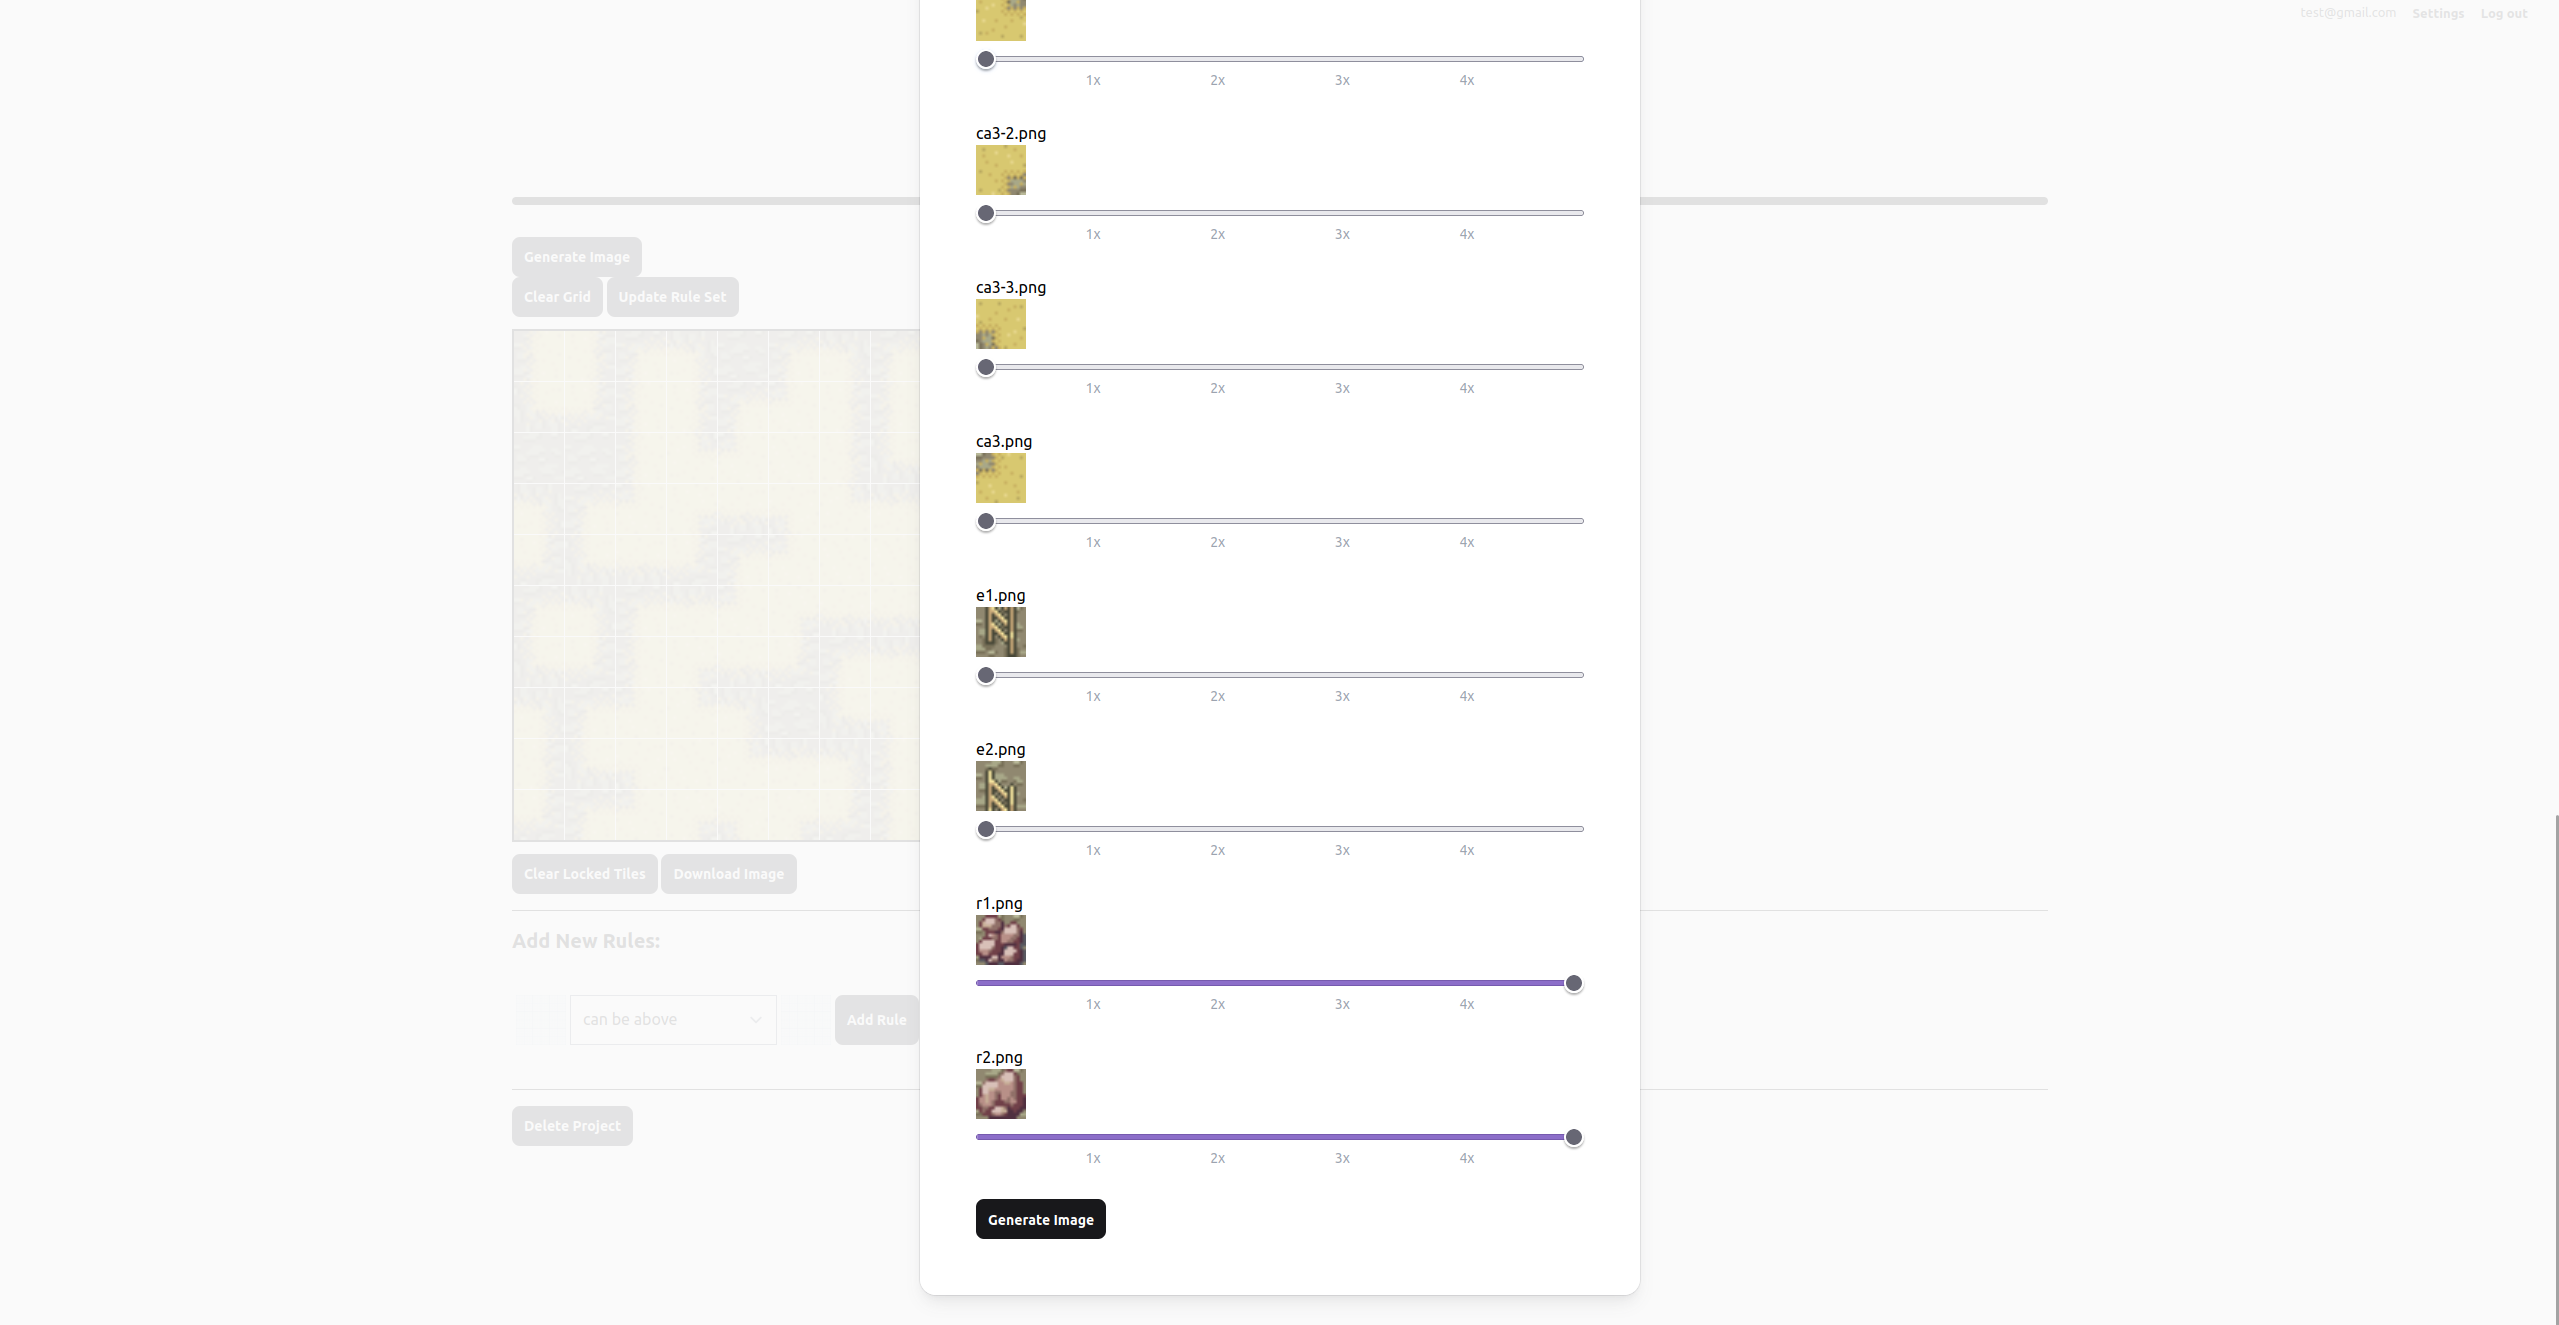 test@gmail.com Settings Log out
1x 2x 3x 4x
ca3-2.png
1x 2x 3x 4x
ca3-3.png
1x 2x 3x 4x
ca3.png
1x 2x 3x 4x
e1.png
1x 2x 3x 4x
e2.png
1x 2x 3x 4x
r1.png
1x 2x 3x 4x
r2.png
1x 2x 3x 4x
Generate Image
Generate Image
Clear Grid Update Rule Set
Clear Locked Tiles Download Image
Add New Rules:
can be above Add Rule
Delete Project